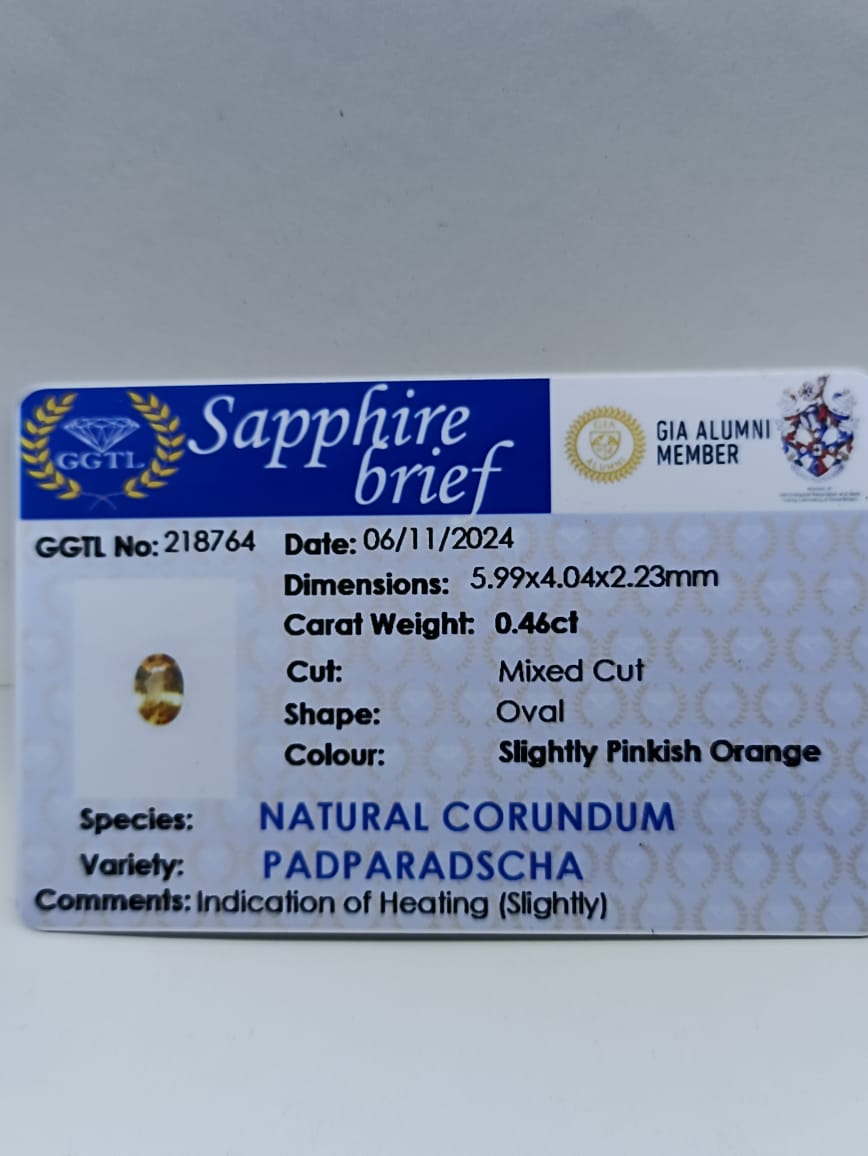 GGTL
Sapphire
brief
GIA
ALUMNI
GIA ALUMNI
MEMBER
GGTL No: 218764
Date: 06/11/2024
Dimensions: 5.99x4.04x2.23mm
Carat Weight: 0.46ct
Cut: Mixed Cut
Shape: Oval
Colour: Slightly Pinkish Orange
Species: NATURAL CORUNDUM
Variety: PADPARADSCHA
Comments: Indication of Heating (Slightly)